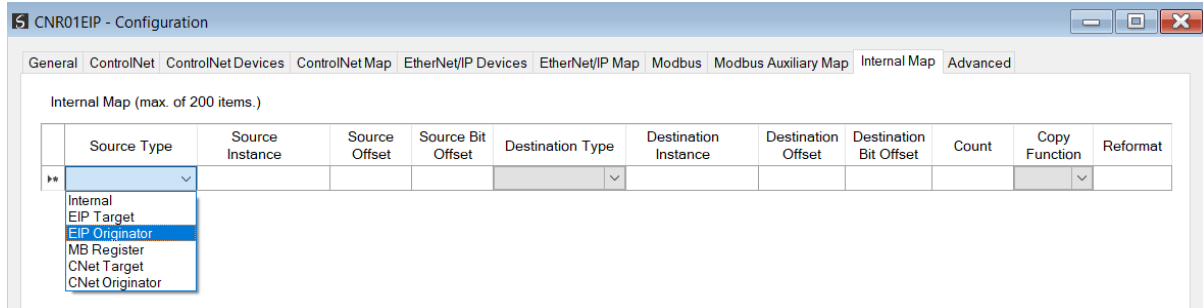 CNR01EIP - Configuration
General ControlNet ControlNet Devices ControlNet Map EtherNet/IP Devices EtherNet/IP Map Modbus Modbus Auxiliary Map Internal Map Advanced
Internal Map (max. of 200 items.)
Source Type Source Instance Source Offset Source Bit Offset Destination Type Destination Instance Destination Offset Destination Bit Offset Count Copy Function Reformat
Internal
EIP Target
EIP Originator
MB Register
CNet Target
CNet Originator